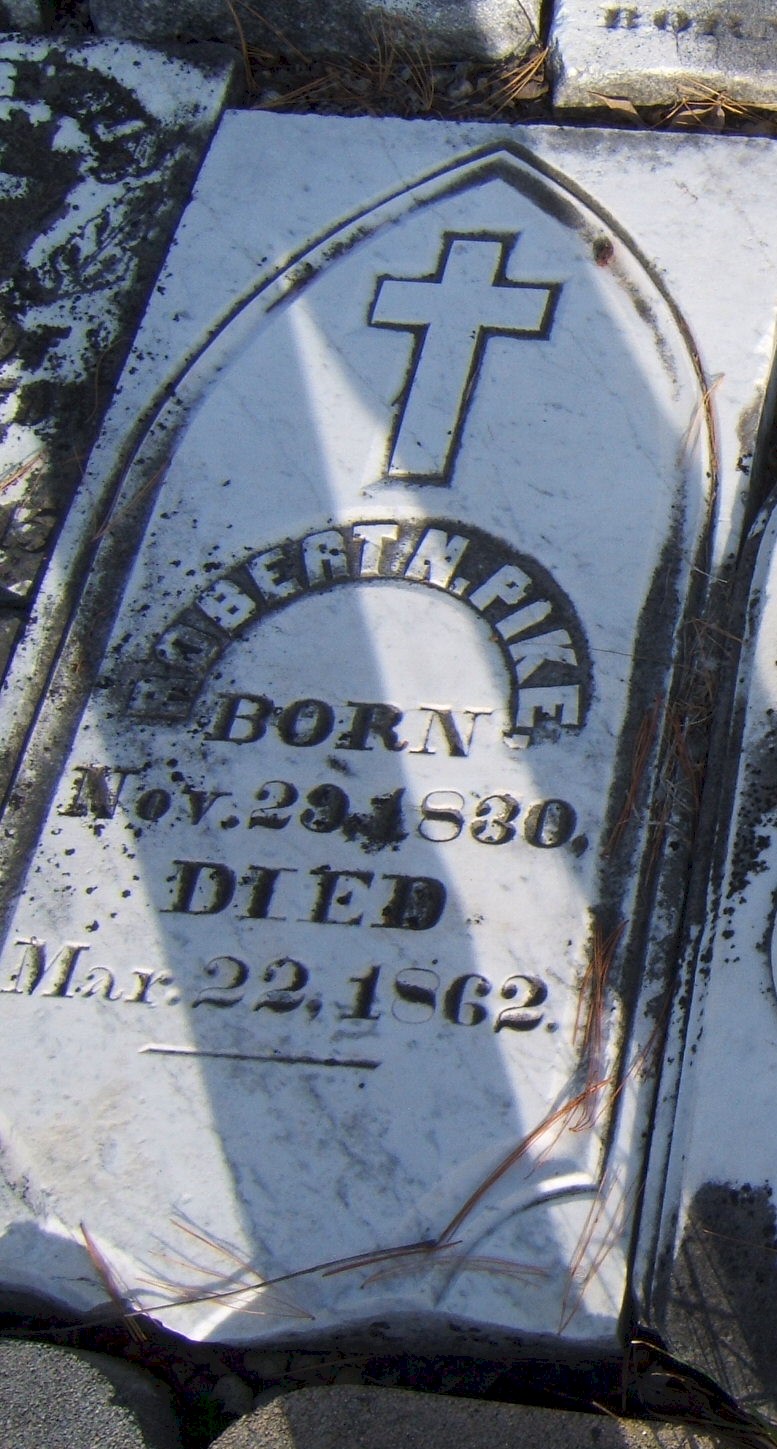 ROBERT N. PIKE.
BORN
Nov. 29, 1830.
DIED
Mar. 22, 1862.